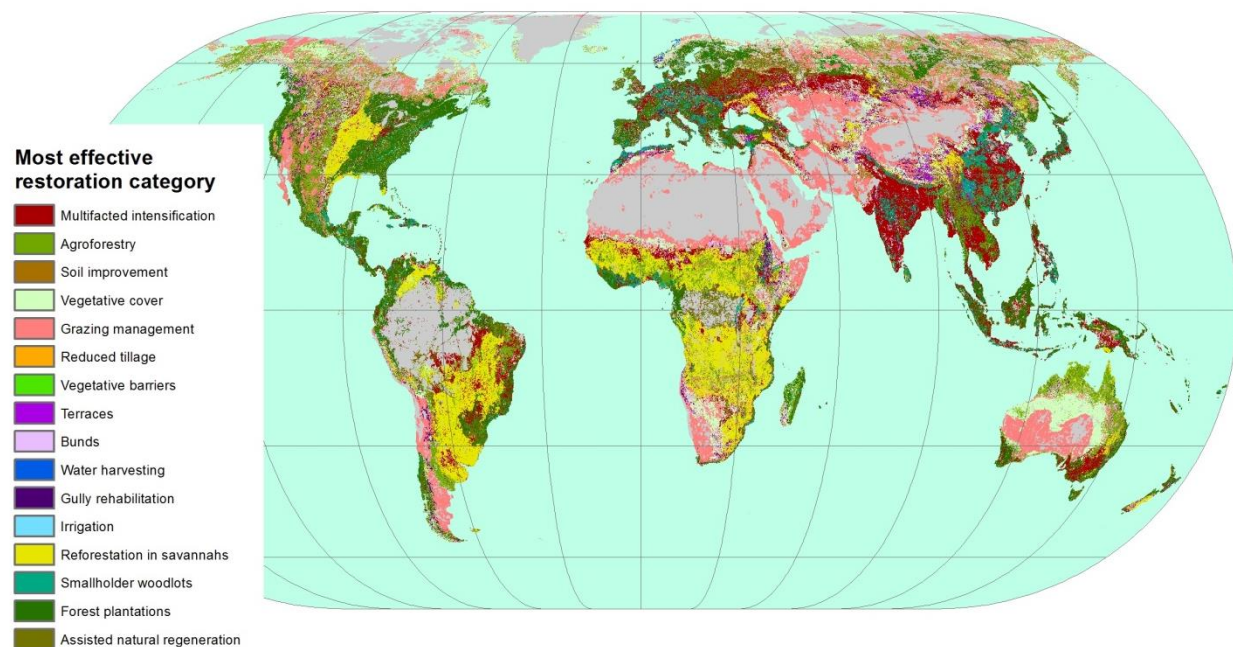 Most effective
restoration category
Multifacted intensification
Agroforestry
Soil improvement
Vegetative cover
Grazing management
Reduced tillage
Vegetative barriers
Terraces
Bunds
Water harvesting
Gully rehabilitation
Irrigation
Reforestation in savannahs
Smallholder woodlots
Forest plantations
Assisted natural regeneration